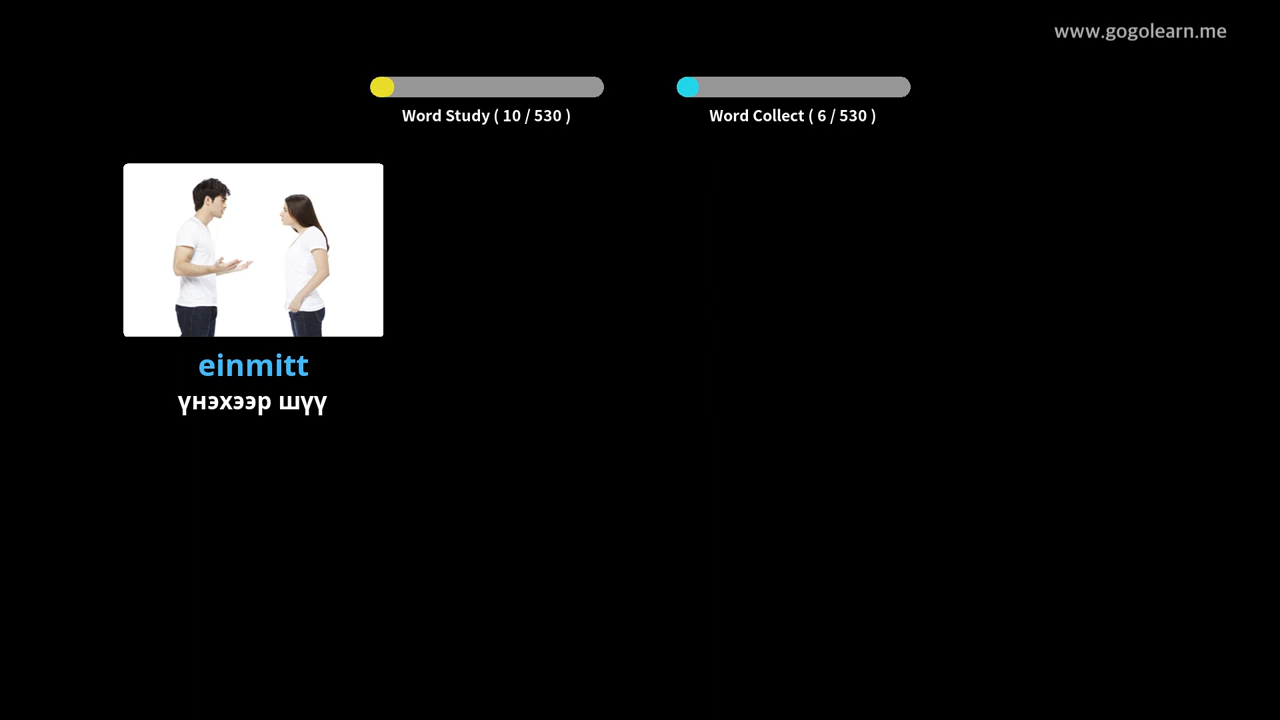 www.gogolearn.me
Word Study ( 10 / 530 )
Word Collect ( 6 / 530 )
einmitt
үнэхээр шүү